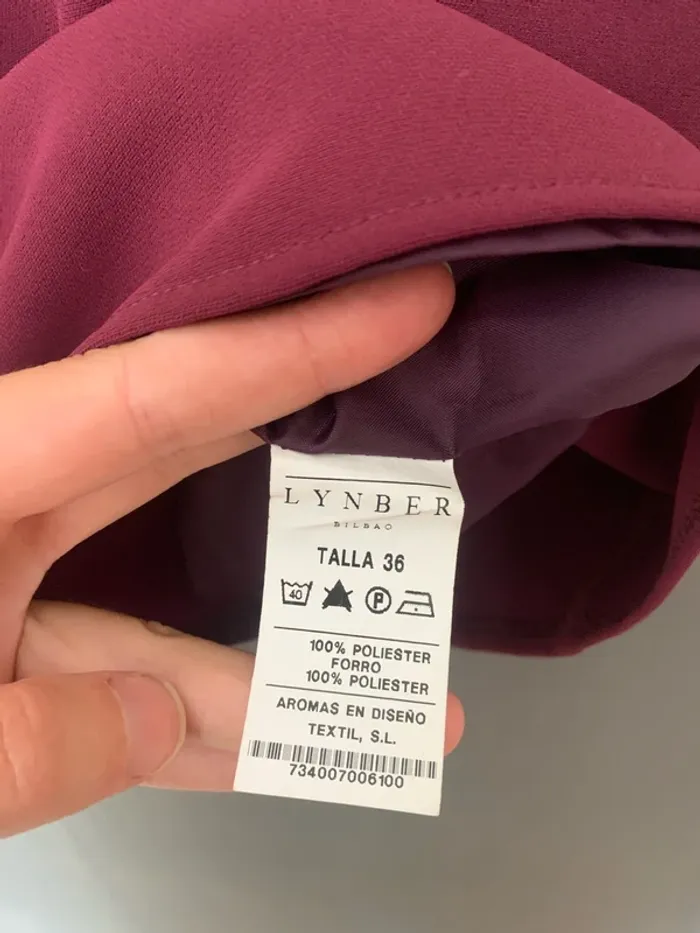 LYNBER
BILBAO
TALLA 36
40 P
100% POLIESTER
FORRO
100% POLIESTER
AROMAS EN DISEÑO
TEXTIL, S.L.
734007006100